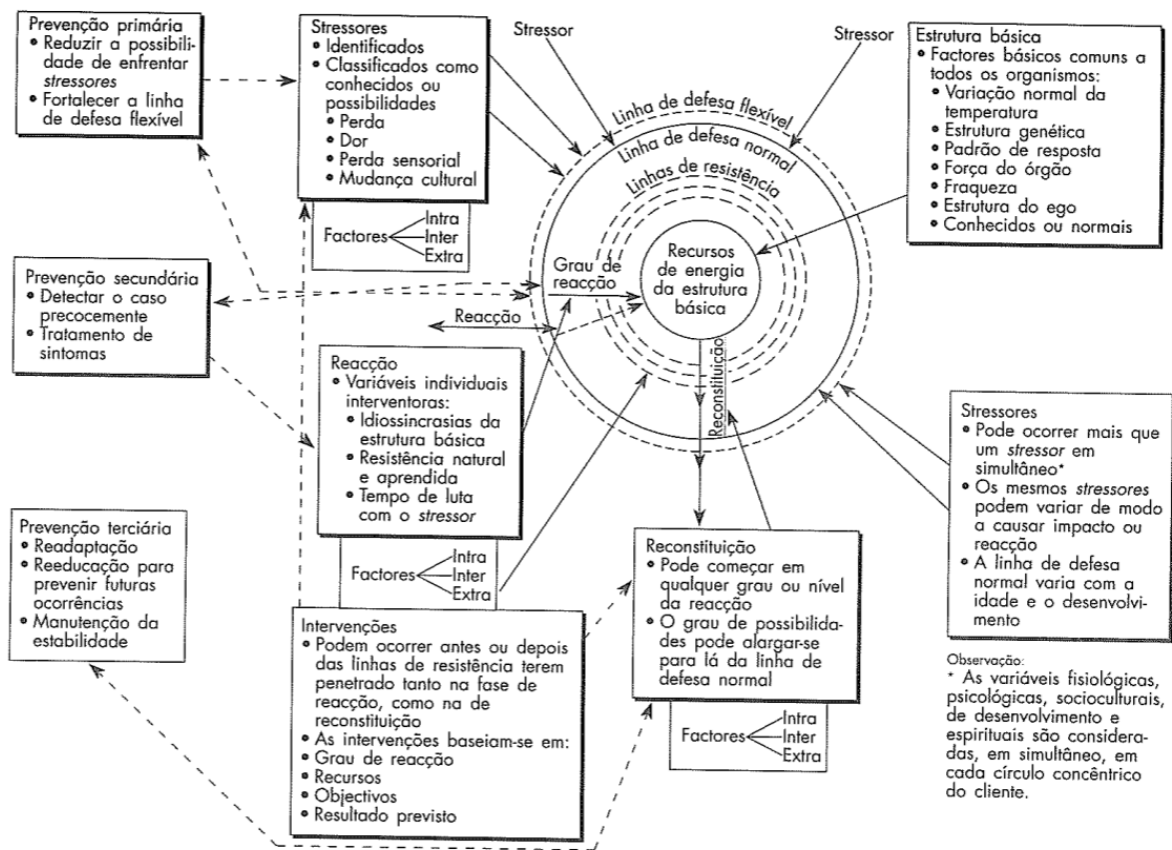 Prevenção primária
• Reduzir a possibili-
dade de enfrentar
stressores
• Fortalecer a linha
de defesa flexível
Stressores
• Identificados
• Classificados como
conhecidos ou
possibilidades
• Perda
• Dor
• Perda sensorial
• Mudança cultural
Factores
Intra
Inter
Extra
Stressor
Stressor
Estrutura básica
• Factores básicos comuns a
todos os organismos:
• Variação normal da
temperatura
• Estrutura genética
• Padrão de resposta
• Força do órgão
• Fraqueza
• Estrutura do ego
• Conhecidos ou normais
Linha de defesa flexível
Linha de defesa normal
Linhas de resistência
Recursos
de energia
da estrutura
básica
Grau de
reacção
Reacção
Reconstituição
Prevenção secundária
• Detectar o caso
precocemente
• Tratamento de
sintomas
Reacção
• Variáveis individuais
interventoras:
• Idiossincrasias da
estrutura básica
• Resistência natural
e aprendida
• Tempo de luta
com o stressor
Factores
Intra
Inter
Extra
Stressores
• Pode ocorrer mais que
um stressor em
simultâneo*
• Os mesmos stressores
podem variar de modo
a causar impacto ou
reacção
• A linha de defesa
normal varia com a
idade e o desenvolvi-
mento
Prevenção terciária
• Readaptação
• Reeducação para
prevenir futuras
ocorrências
• Manutenção da
estabilidade
Intervenções
• Podem ocorrer antes ou depois
das linhas de resistência terem
penetrado tanto na fase de
reacção, como na de
reconstituição
• As intervenções baseiam-se em:
• Grau de reacção
• Recursos
• Objectivos
• Resultado previsto
Reconstituição
• Pode começar em
qualquer grau ou nível
da reacção
• O grau de possibilida-
des pode alargar-se
para lá da linha de
defesa normal
Factores
Intra
Inter
Extra
Observação:
* As variáveis fisiológicas,
psicológicas, socioculturais,
de desenvolvimento e
espirituais são considera-
das, em simultâneo, em
cada círculo concêntrico
do cliente.